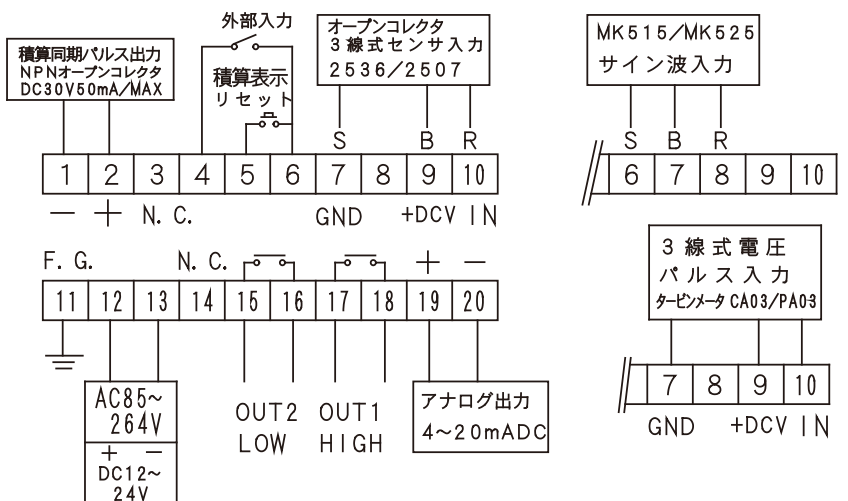 外部入力
オープンコレクタ
3線式センサ入力
2536/2507
MK515/MK525
サイン波入力
積算同期パルス出力
NPNオープンコレクタ
DC30V50mA/MAX
積算表示
リセット
S B R
1 2 3 4 5 6 7 8 9 10
− + N.C. GND +DCV IN
S B R
6 7 8 9 10
F.G. N.C. + −
11 12 13 14 15 16 17 18 19 20
AC85~
264V
+ −
DC12~
24V
OUT2
LOW
OUT1
HIGH
アナログ出力
4~20mADC
3線式電圧
パルス入力
タービンメータ CA03/PA03
7 8 9 10
GND +DCV IN